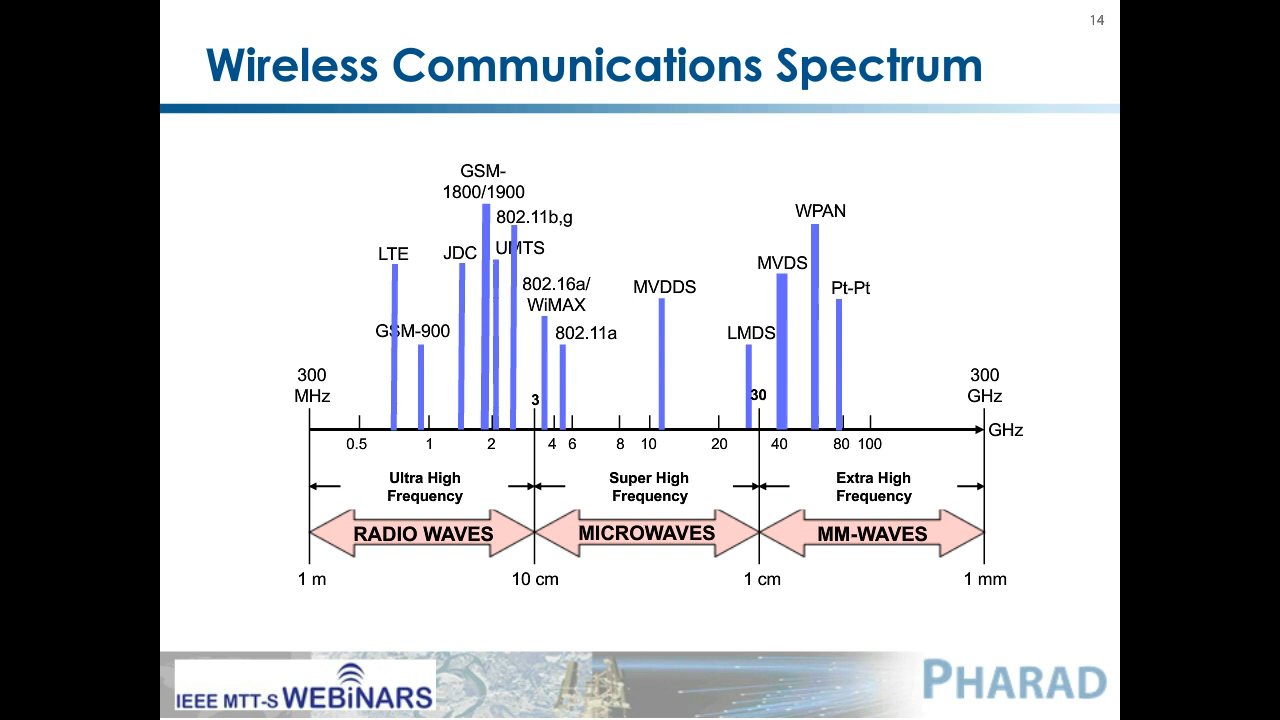 14
Wireless Communications Spectrum
GSM-
1800/1900
802.11b,g
WPAN
LTE
JDC
UMTS
MVDS
802.16a/
WiMAX
MVDDS
Pt-Pt
GSM-900
802.11a
LMDS
300
MHz
3
30
300
GHz
GHz
0.5 1 2 4 6 8 10 20 40 80 100
Ultra High
Frequency
Super High
Frequency
Extra High
Frequency
RADIO WAVES
MICROWAVES
MM-WAVES
1 m
10 cm
1 cm
1 mm
IEEE MTT-S WEBiNARS
PHARAD